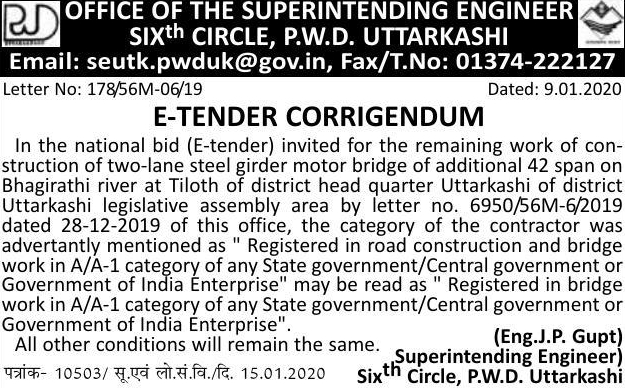 OFFICE OF THE SUPERINTENDING ENGINEER
SIXth CIRCLE, P.W.D. UTTARKASHI
Email: seutk.pwduk@gov.in, Fax/T.No: 01374-222127
Letter No: 178/56M-06/19 Dated: 9.01.2020
E-TENDER CORRIGENDUM
In the national bid (E-tender) invited for the remaining work of con-
struction of two-lane steel girder motor bridge of additional 42 span on
Bhagirathi river at Tiloth of district head quarter Uttarkashi of district
Uttarkashi legislative assembly area by letter no. 6950/56M-6/2019
dated 28-12-2019 of this office, the category of the contractor was
advertantly mentioned as " Registered in road construction and bridge
work in A/A-1 category of any State government/Central government or
Government of India Enterprise" may be read as " Registered in bridge
work in A/A-1 category of any State government/Central government or
Government of India Enterprise".
All other conditions will remain the same.
(Eng.J.P. Gupt)
Superintending Engineer)
पत्रांक- 10503/ सू.एवं लो.सं.वि./दि. 15.01.2020 Sixth Circle, P.W.D. Uttarkashi